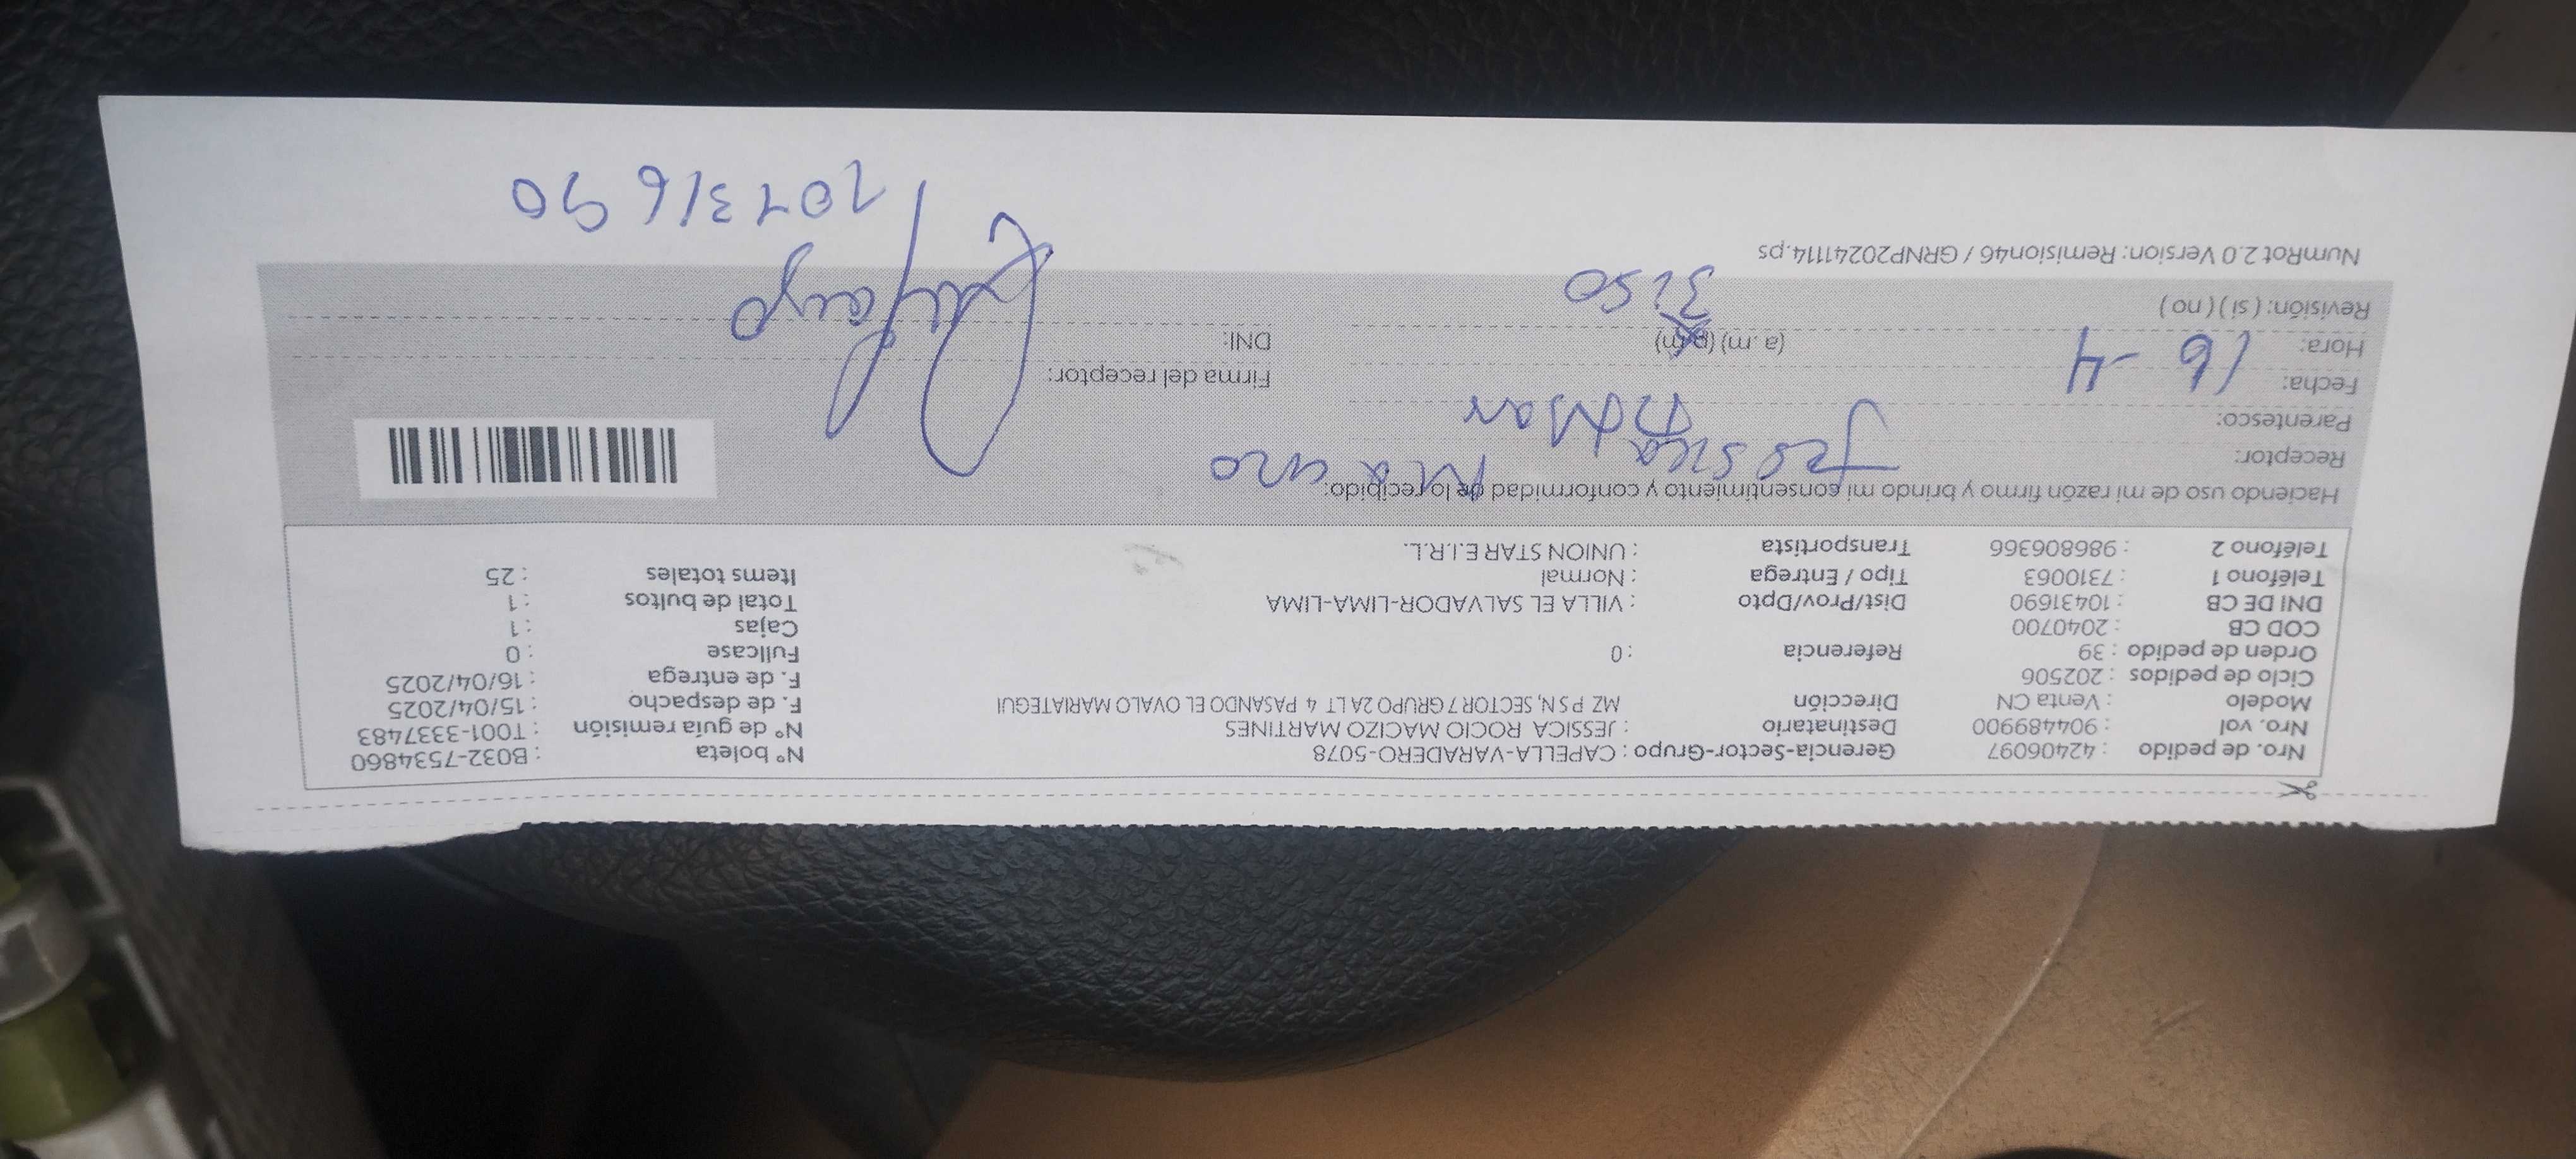 Nro. de pedido : 42406097 Gerencia-Sector-Grupo : CAPELLA-VARADERO-5078 N° boleta : B032-7534860
Nro. vol : 904489900 Destinatario : JESSICA ROCIO MACIZO MARTINES N° de guía remisión : T001-3337483
Modelo : Venta CN Dirección MZ P SN, SECTOR 7 GRUPO 2A LT 4 PASANDO EL OVALO MARIATEGUI F. de despacho : 15/04/2025
Ciclo de pedidos : 202506 F. de entrega : 16/04/2025
Orden de pedido : 39 Referencia : 0 Fullcase : 0
COD CB : 2040700 Cajas : 1
DNI DE CB : 10431690 Dist/Prov/Dpto : VILLA EL SALVADOR-LIMA-LIMA Total de bultos : 1
Teléfono 1 : 7310063 Tipo / Entrega : Normal Items totales : 25
Teléfono 2 : 986806366 Transportista : UNION STAR E.I.R.L.
Haciendo uso de mi razón firmo y brindo mi consentimiento y conformidad de lo recibido:
Receptor: Jessica
Parentesco: Titular
Fecha: 16-4 Firma del receptor:
Hora: (a. m) (p. m) DNI:
Revisión: ( si ) ( no ) 3:50
NumRot 2.0 Version: Remision46 / GRNP20241114.ps
10431690